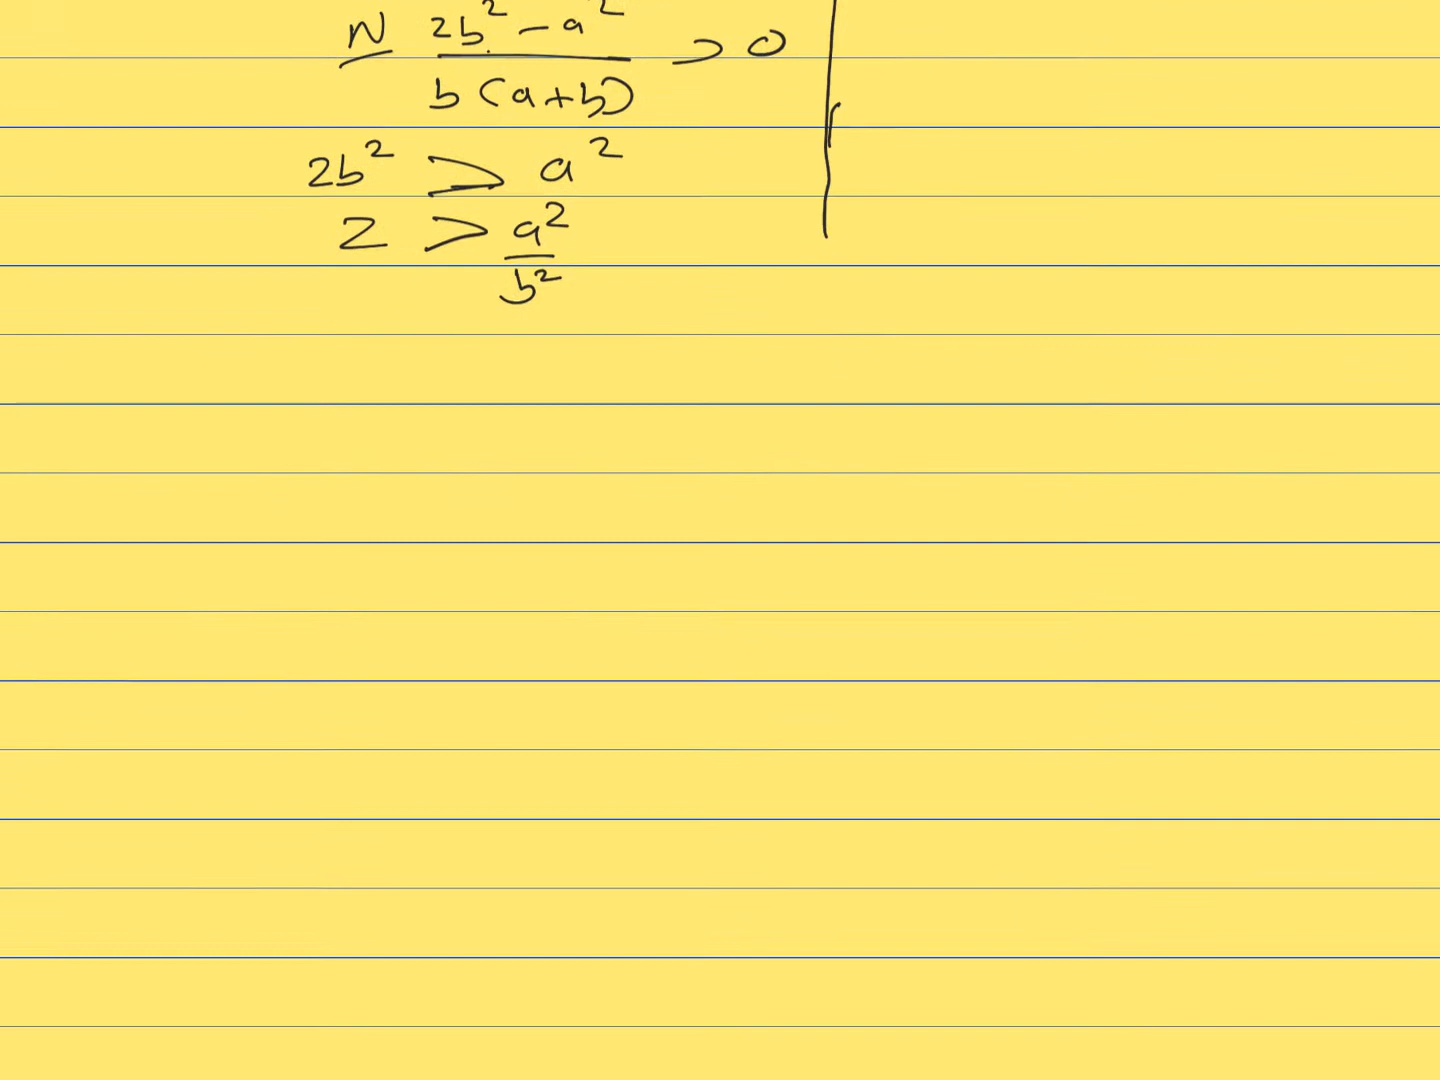 N 2b² - a² / b(a+b) > 0
2b² > a²
2 > a² / b²